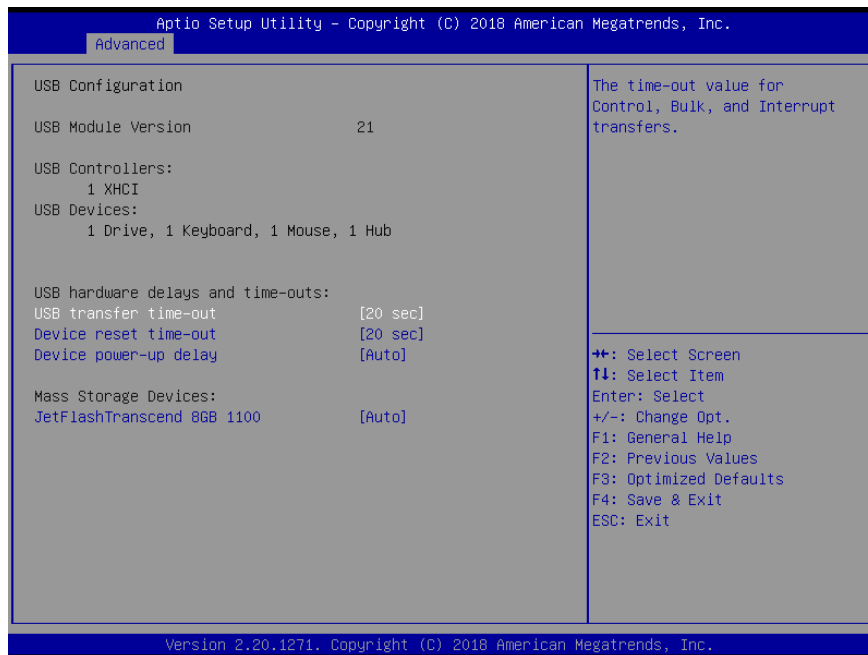 Aptio Setup Utility – Copyright (C) 2018 American Megatrends, Inc.
Advanced
USB Configuration
USB Module Version 21
USB Controllers:
1 XHCI
USB Devices:
1 Drive, 1 Keyboard, 1 Mouse, 1 Hub
USB hardware delays and time-outs:
USB transfer time-out [20 sec]
Device reset time-out [20 sec]
Device power-up delay [Auto]
Mass Storage Devices:
JetFlashTranscend 8GB 1100 [Auto]
The time-out value for
Control, Bulk, and Interrupt
transfers.
→←: Select Screen
↑↓: Select Item
Enter: Select
+/-: Change Opt.
F1: General Help
F2: Previous Values
F3: Optimized Defaults
F4: Save & Exit
ESC: Exit
Version 2.20.1271. Copyright (C) 2018 American Megatrends, Inc.